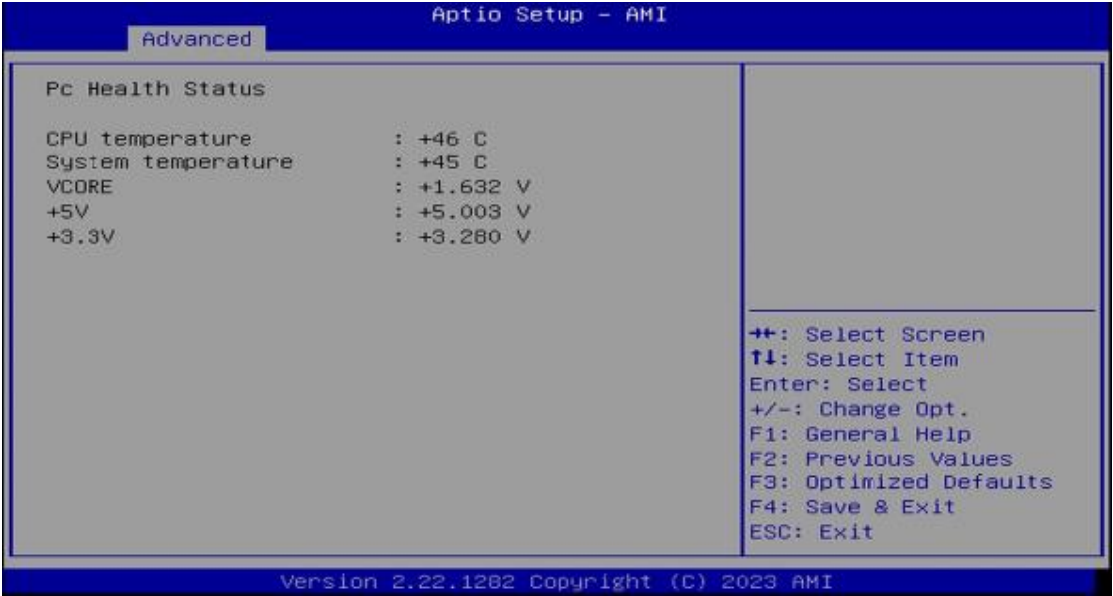 Aptio Setup - AMI
Advanced
Pc Health Status
CPU temperature : +46 C
System temperature : +45 C
VCORE : +1.632 V
+5V : +5.003 V
+3.3V : +3.280 V
→←: Select Screen
↑↓: Select Item
Enter: Select
+/-: Change Opt.
F1: General Help
F2: Previous Values
F3: Optimized Defaults
F4: Save & Exit
ESC: Exit
Version 2.22.1282 Copyright (C) 2023 AMI